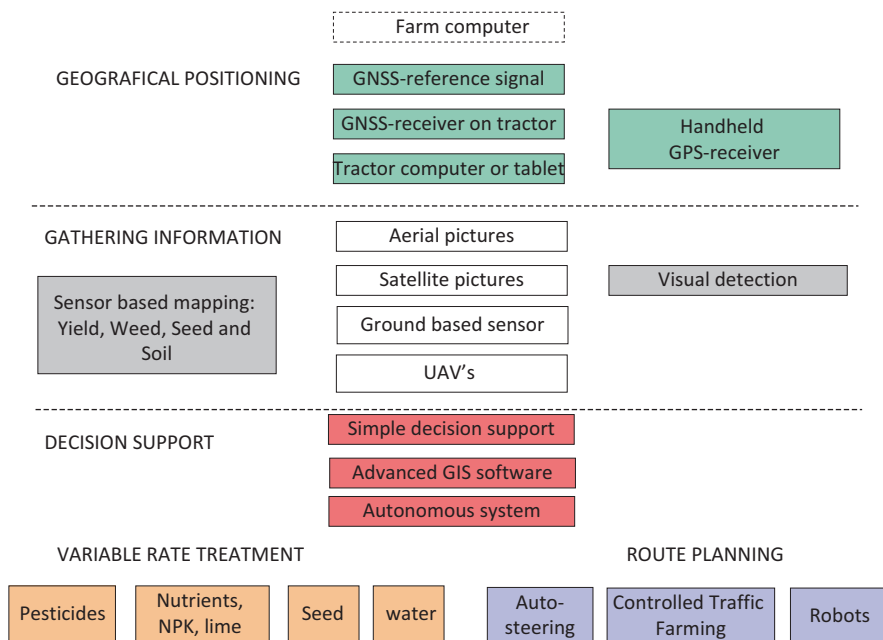 Farm computer
GEOGRAFICAL POSITIONING
GNSS-reference signal
GNSS-receiver on tractor
Tractor computer or tablet
Handheld
GPS-receiver
GATHERING INFORMATION
Aerial pictures
Sensor based mapping:
Yield, Weed, Seed and
Soil
Satellite pictures
Ground based sensor
UAV's
Visual detection
DECISION SUPPORT
Simple decision support
Advanced GIS software
Autonomous system
VARIABLE RATE TREATMENT
Pesticides
Nutrients,
NPK, lime
Seed
water
ROUTE PLANNING
Auto-
steering
Controlled Traffic
Farming
Robots